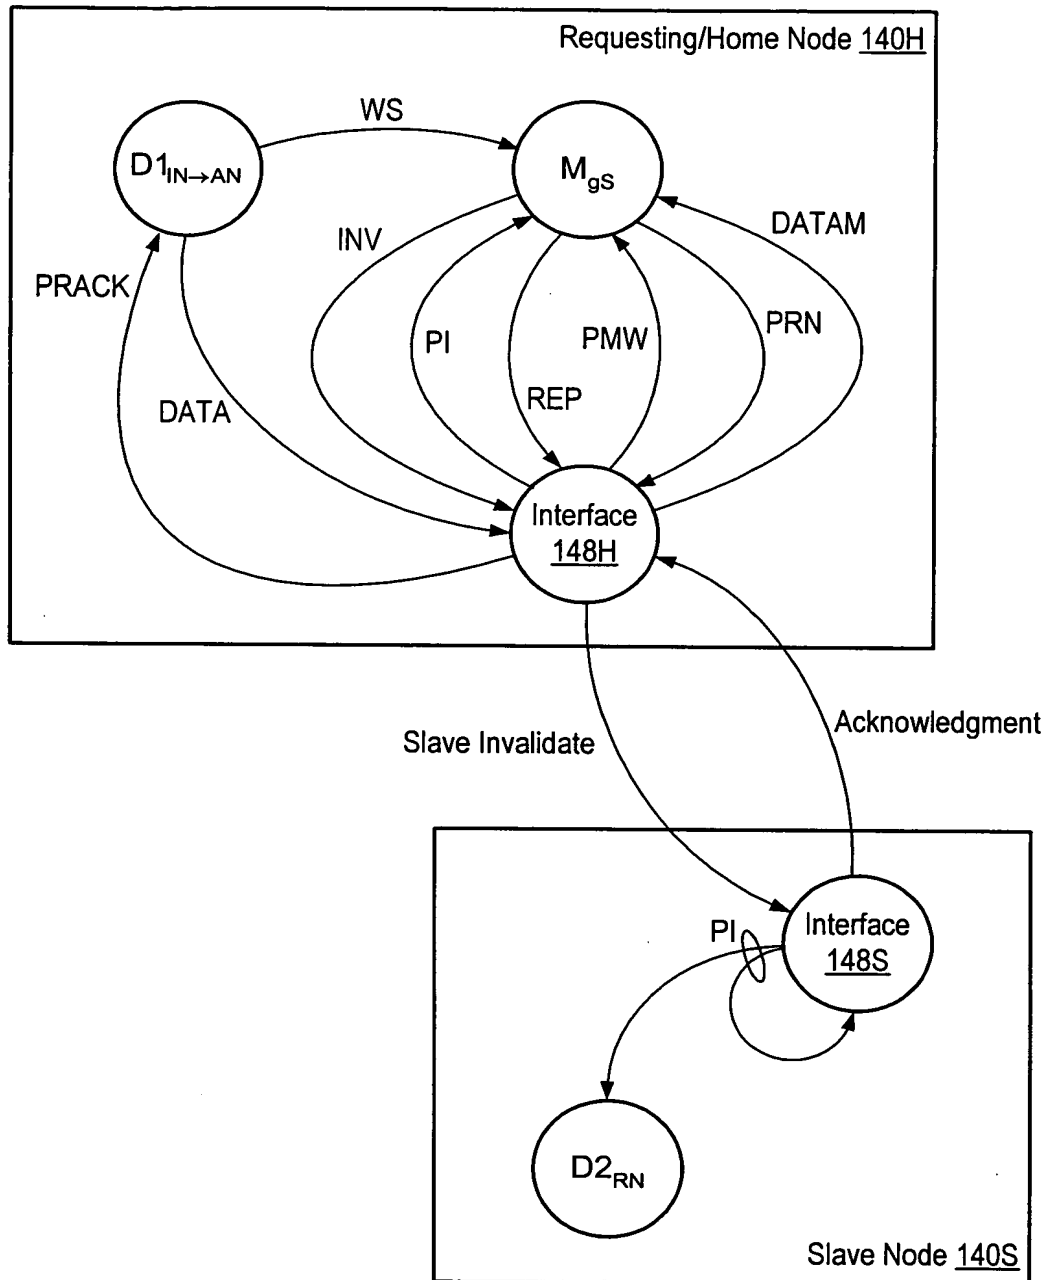 Requesting/Home Node 140H
WS
D1IN→AN
MgS
DATAM
INV
PRACK
PI
PMW
PRN
REP
DATA
Interface
148H
Slave Invalidate
Acknowledgment
PI
Interface
148S
D2RN
Slave Node 140S